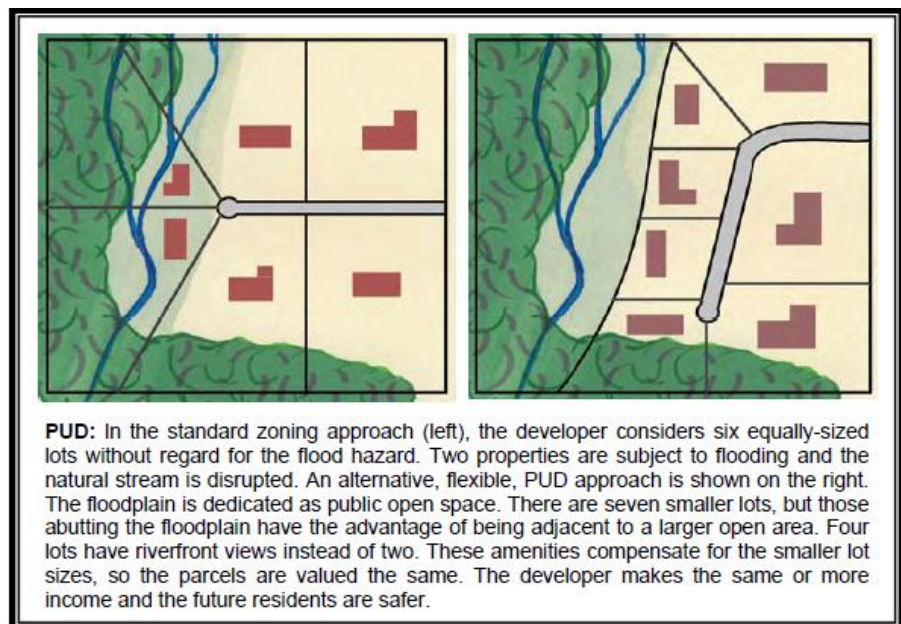 PUD: In the standard zoning approach (left), the developer considers six equally-sized
lots without regard for the flood hazard. Two properties are subject to flooding and the
natural stream is disrupted. An alternative, flexible, PUD approach is shown on the right.
The floodplain is dedicated as public open space. There are seven smaller lots, but those
abutting the floodplain have the advantage of being adjacent to a larger open area. Four
lots have riverfront views instead of two. These amenities compensate for the smaller lot
sizes, so the parcels are valued the same. The developer makes the same or more
income and the future residents are safer.